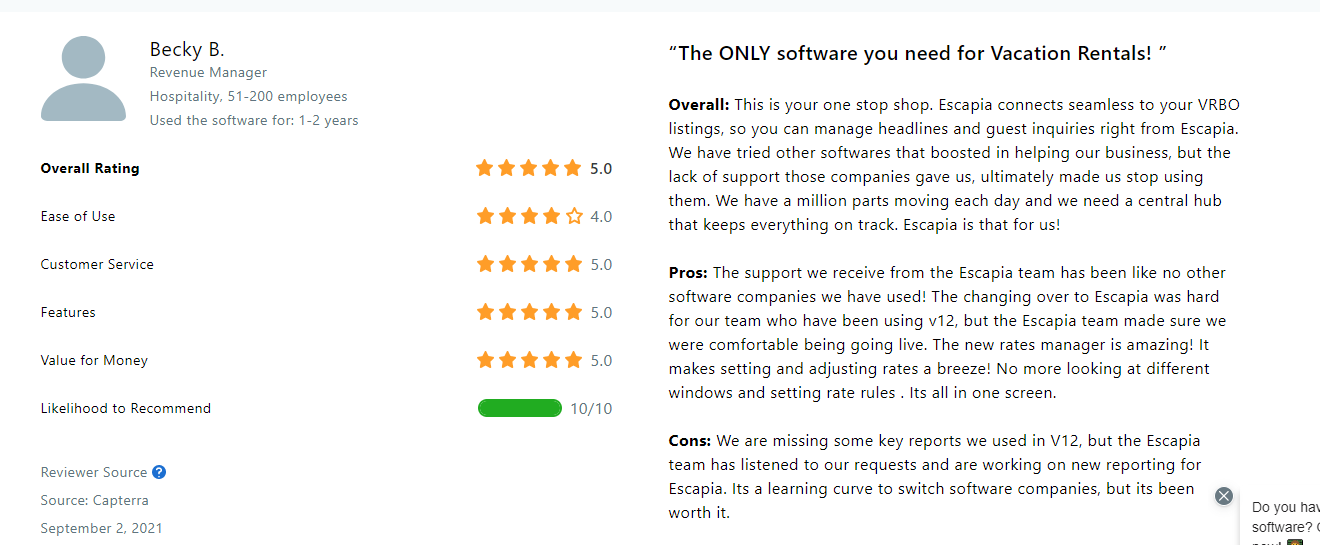 Becky B.
Revenue Manager
Hospitality, 51-200 employees
Used the software for: 1-2 years
Overall Rating
5.0
Ease of Use
4.0
Customer Service
5.0
Features
5.0
Value for Money
5.0
Likelihood to Recommend
10/10
Reviewer Source ?
Source: Capterra
September 2, 2021
“The ONLY software you need for Vacation Rentals! ”
Overall: This is your one stop shop. Escapia connects seamless to your VRBO
listings, so you can manage headlines and guest inquiries right from Escapia.
We have tried other softwares that boosted in helping our business, but the
lack of support those companies gave us, ultimately made us stop using
them. We have a million parts moving each day and we need a central hub
that keeps everything on track. Escapia is that for us!
Pros: The support we receive from the Escapia team has been like no other
software companies we have used! The changing over to Escapia was hard
for our team who have been using v12, but the Escapia team made sure we
were comfortable being going live. The new rates manager is amazing! It
makes setting and adjusting rates a breeze! No more looking at different
windows and setting rate rules . Its all in one screen.
Cons: We are missing some key reports we used in V12, but the Escapia
team has listened to our requests and are working on new reporting for
Escapia. Its a learning curve to switch software companies, but its been
worth it.
Do you
software?